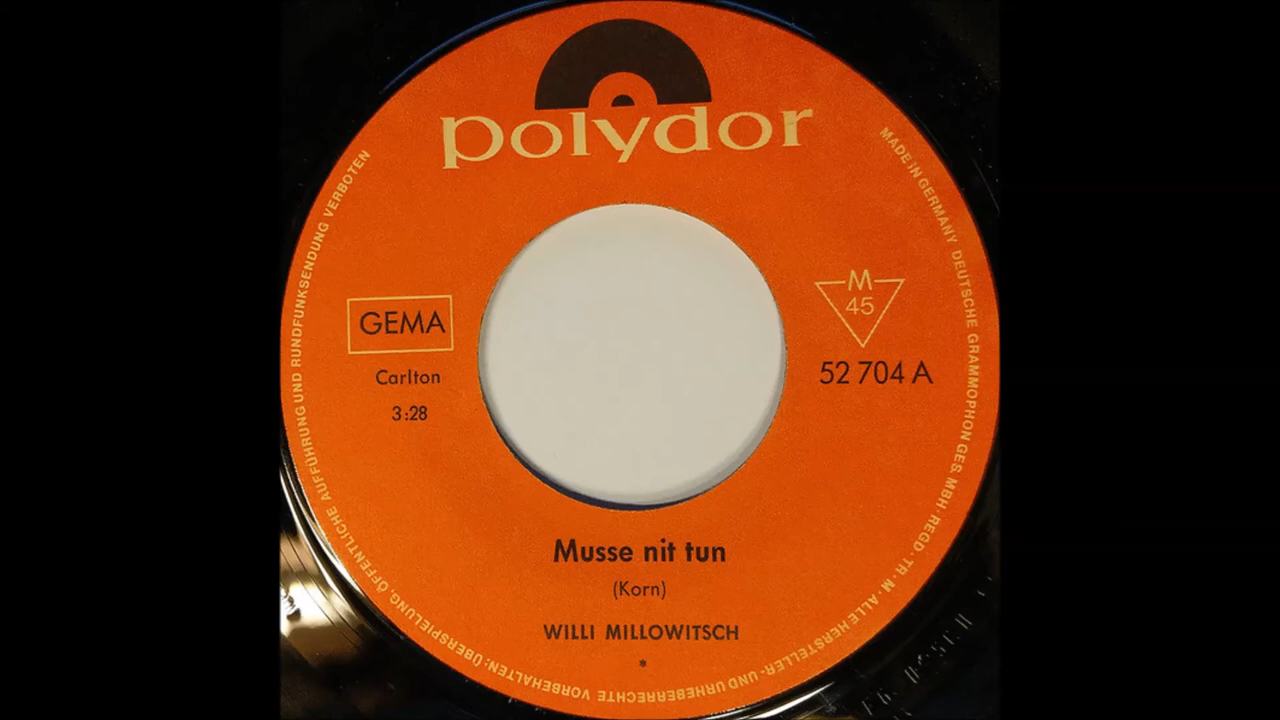 polydor
GEMA
Carlton
3:28
M
45
52 704 A
Musse nit tun
(Korn)
WILLI MILLOWITSCH
*
MADE IN GERMANY DEUTSCHE GRAMMOPHON GES. MBH · REGD · TR · M · ALLE HERSTELLER- UND URHEBERRECHTE VORBEHALTEN: ÜBERSPIELUNG, ÖFFENTLICHE AUFFÜHRUNG UND RUNDFUNKSENDUNG VERBOTEN